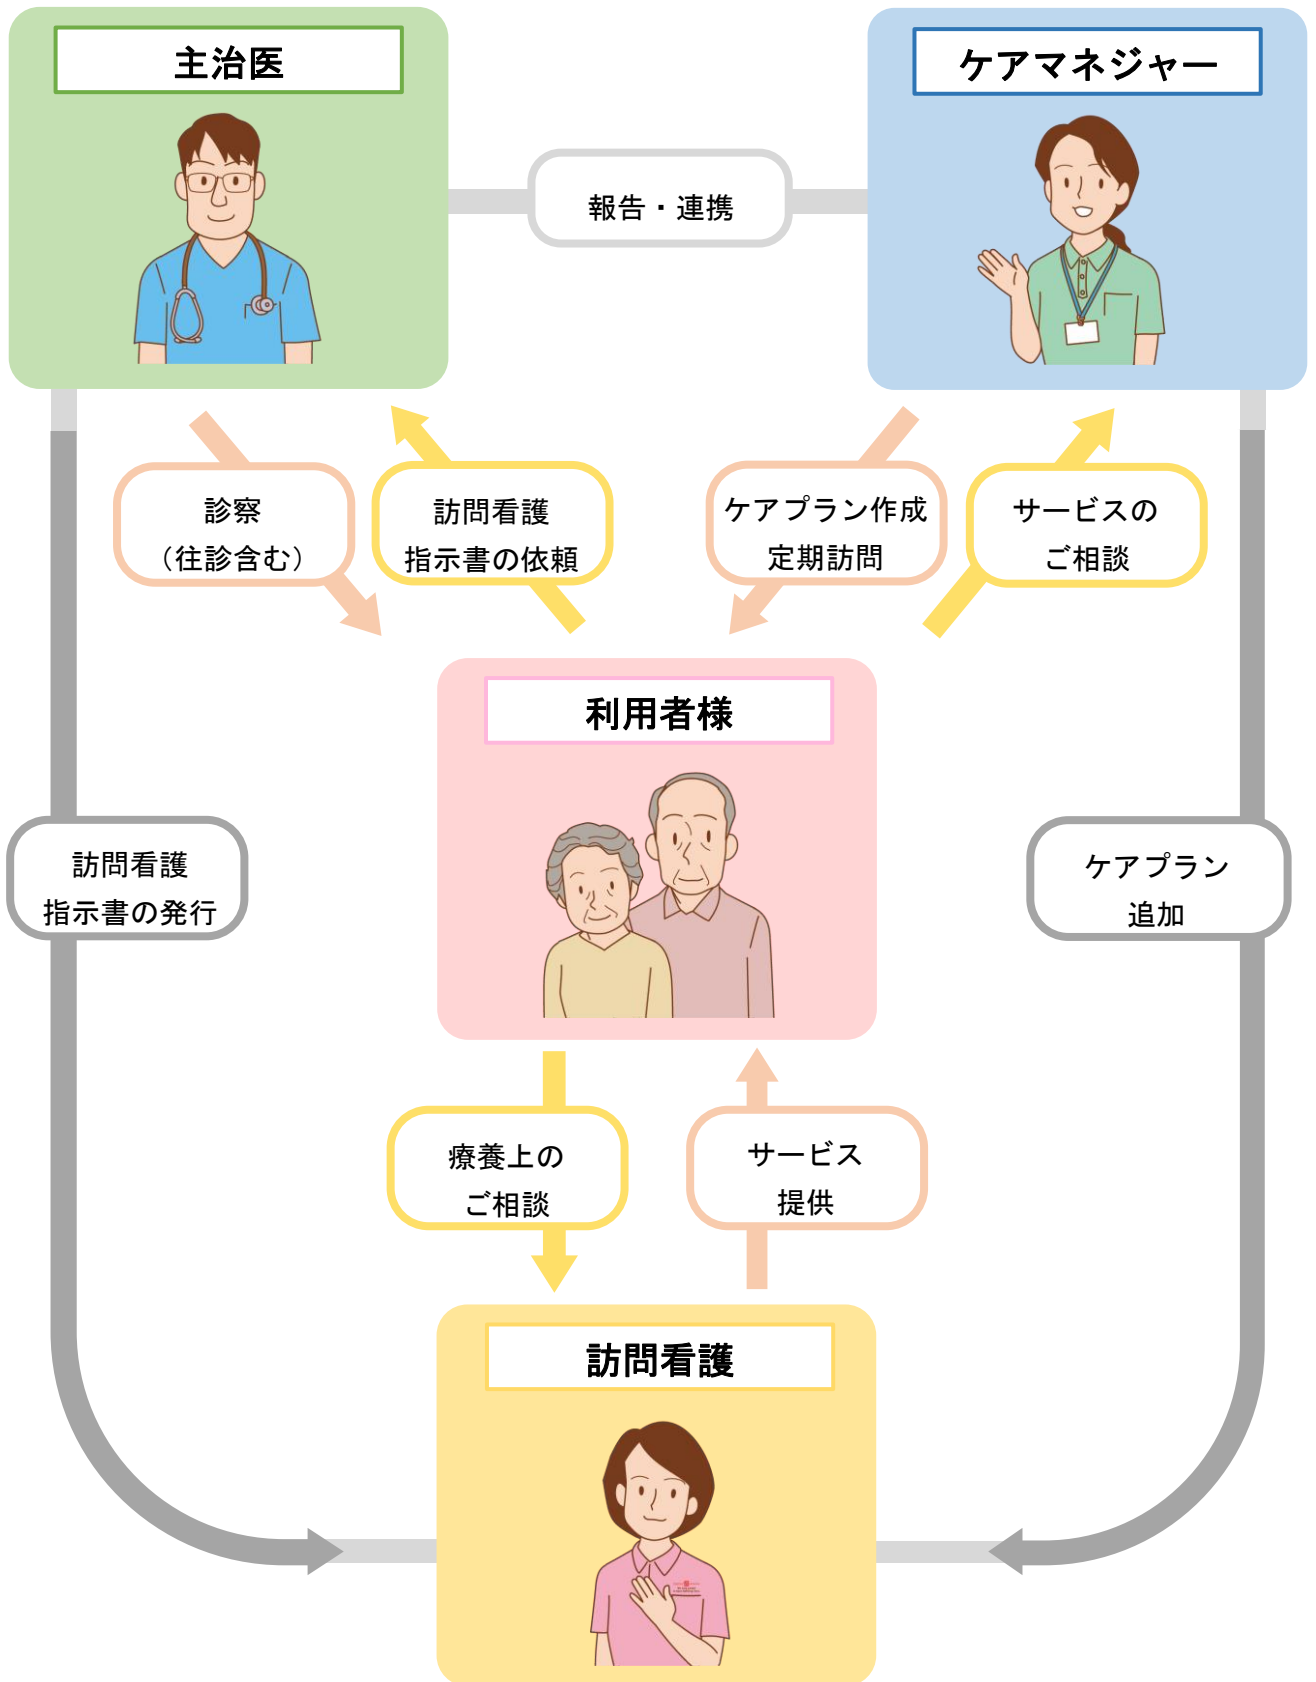 主治医
ケアマネジャー
報告・連携
診察
（往診含む）
訪問看護
指示書の依頼
ケアプラン作成
定期訪問
サービスの
ご相談
利用者様
訪問看護
指示書の発行
ケアプラン
追加
療養上の
ご相談
サービス
提供
訪問看護